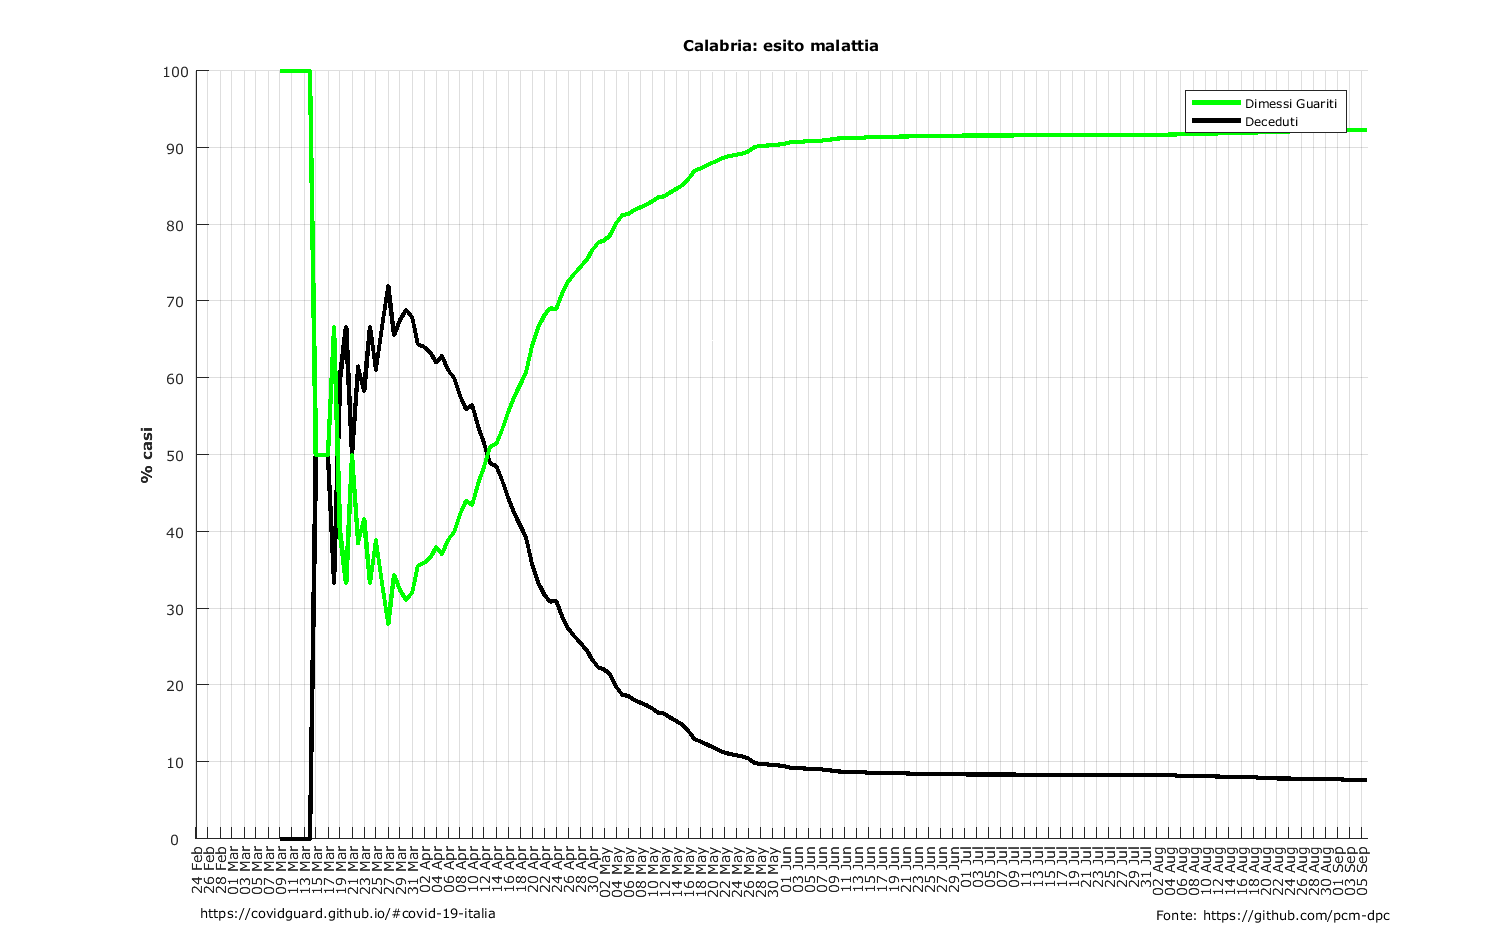 Calabria: esito malattia
100
90
80
70
60
50
40
30
20
10
0
% casi
Dimessi Guariti
Deceduti
24 Feb
26 Feb
28 Feb
01 Mar
03 Mar
05 Mar
07 Mar
09 Mar
11 Mar
13 Mar
15 Mar
17 Mar
19 Mar
21 Mar
23 Mar
25 Mar
27 Mar
29 Mar
31 Mar
02 Apr
04 Apr
06 Apr
08 Apr
10 Apr
12 Apr
14 Apr
16 Apr
18 Apr
20 Apr
22 Apr
24 Apr
26 Apr
28 Apr
30 Apr
02 May
04 May
06 May
08 May
10 May
12 May
14 May
16 May
18 May
20 May
22 May
24 May
26 May
28 May
30 May
01 Jun
03 Jun
05 Jun
07 Jun
09 Jun
11 Jun
13 Jun
15 Jun
17 Jun
19 Jun
21 Jun
23 Jun
25 Jun
27 Jun
29 Jun
01 Jul
03 Jul
05 Jul
07 Jul
09 Jul
11 Jul
13 Jul
15 Jul
17 Jul
19 Jul
21 Jul
23 Jul
25 Jul
27 Jul
29 Jul
31 Jul
02 Aug
04 Aug
06 Aug
08 Aug
10 Aug
12 Aug
14 Aug
16 Aug
18 Aug
20 Aug
22 Aug
24 Aug
26 Aug
28 Aug
30 Aug
01 Sep
03 Sep
05 Sep
https://covidguard.github.io/#covid-19-italia
Fonte: https://github.com/pcm-dpc